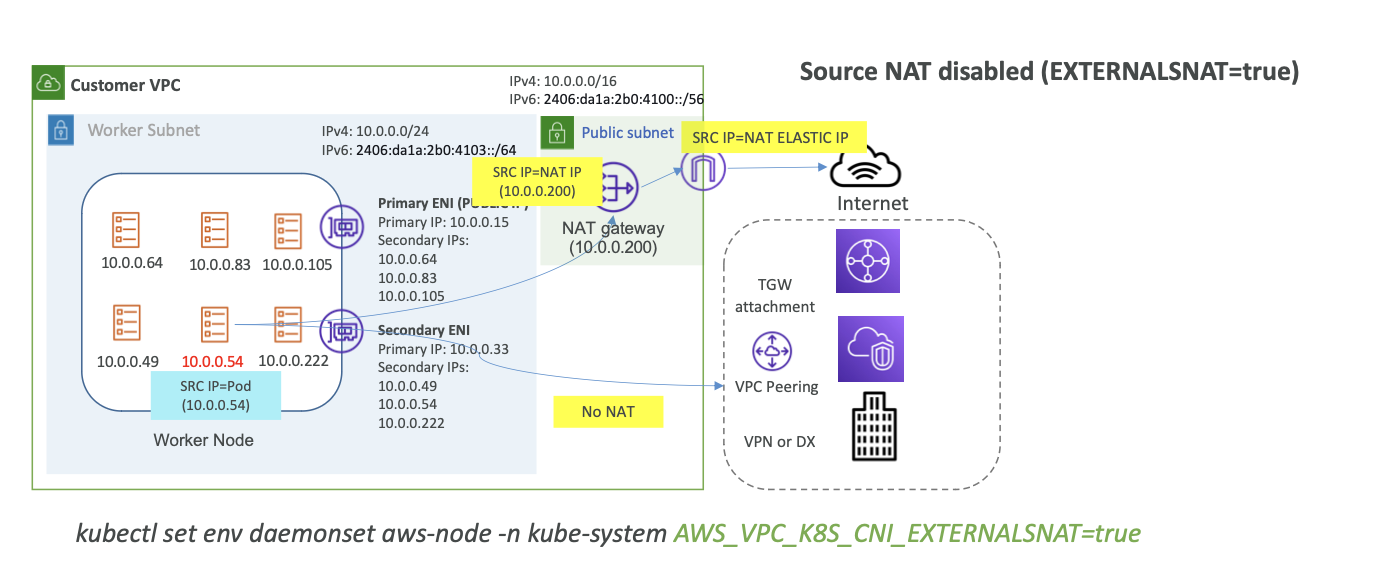 Source NAT disabled (EXTERNALSNAT=true)
Customer VPC
IPv4: 10.0.0.0/16
IPv6: 2406:da1a:2b0:4100::/56
Worker Subnet
IPv4: 10.0.0.0/24
IPv6: 2406:da1a:2b0:4103::/64
Public subnet
SRC IP=NAT ELASTIC IP
SRC IP=NAT IP
(10.0.0.200)
Internet
NAT gateway
(10.0.0.200)
Primary ENI
Primary IP: 10.0.0.15
Secondary IPs:
10.0.0.64
10.0.0.83
10.0.0.105
10.0.0.64
10.0.0.83
10.0.0.105
Secondary ENI
Primary IP: 10.0.0.33
Secondary IPs:
10.0.0.49
10.0.0.54
10.0.0.222
10.0.0.49
10.0.0.54
10.0.0.222
SRC IP=Pod
(10.0.0.54)
Worker Node
No NAT
TGW
attachment
VPC Peering
VPN or DX
kubectl set env daemonset aws-node -n kube-system AWS_VPC_K8S_CNI_EXTERNALSNAT=true